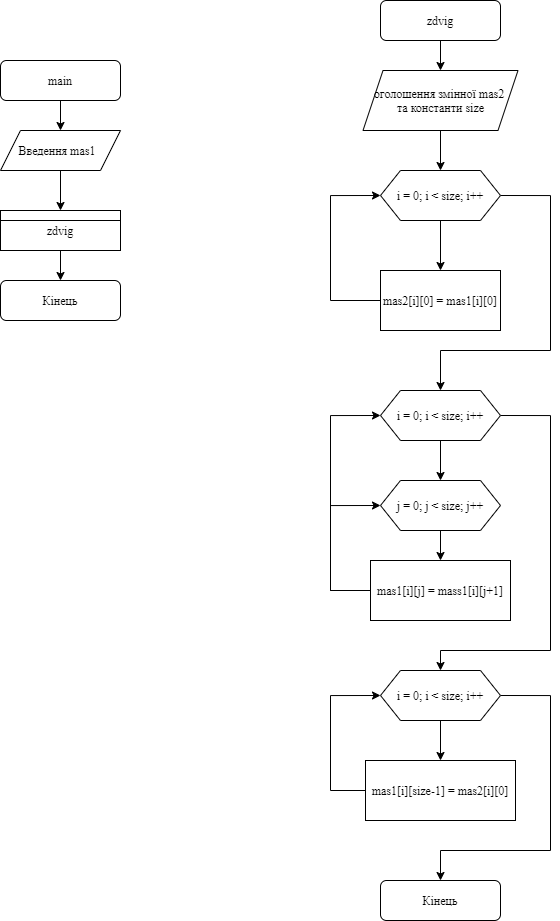 main
Введення mas1
zdvig
Кінець
zdvig
оголошення змінної mas2
та константи size
i = 0; i < size; i++
mas2[i][0] = mas1[i][0]
i = 0; i < size; i++
j = 0; j < size; j++
mas1[i][j] = mass1[i][j+1]
i = 0; i < size; i++
mas1[i][size-1] = mas2[i][0]
Кінець